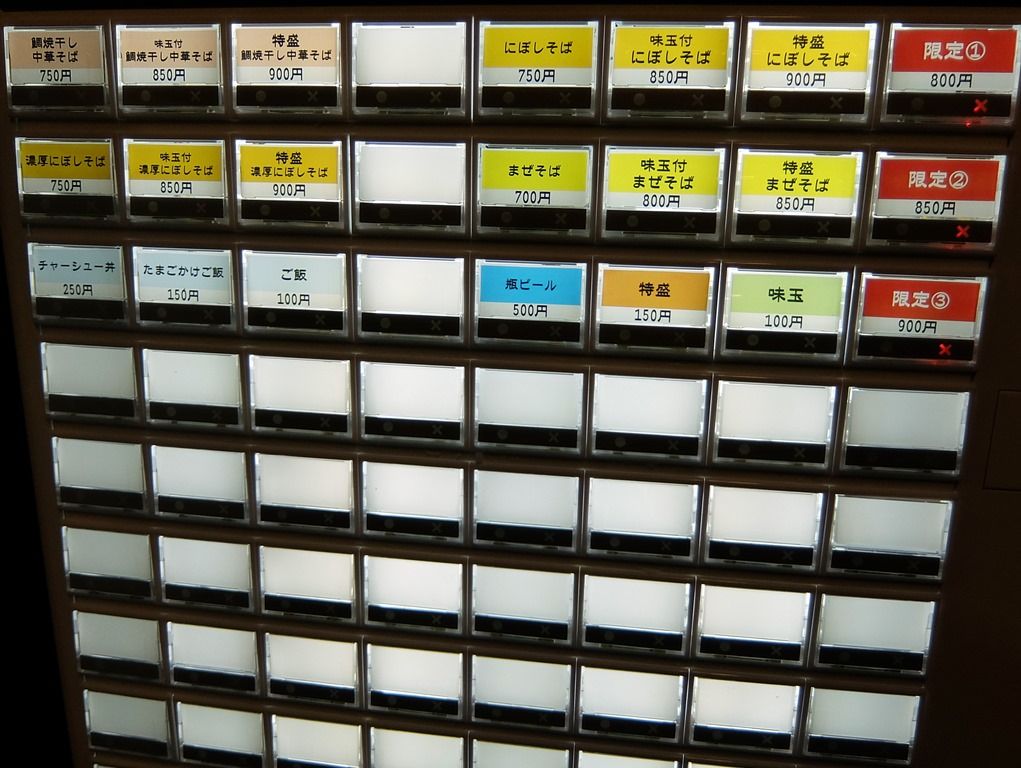 鯛焼干し
中華そば
750円
味玉付
鯛焼干し中華そば
850円
特盛
鯛焼干し中華そば
900円
にぼしそば
750円
味玉付
にぼしそば
850円
特盛
にぼしそば
900円
限定①
800円
濃厚にぼしそば
750円
味玉付
濃厚にぼしそば
850円
特盛
濃厚にぼしそば
900円
まぜそば
700円
味玉付
まぜそば
800円
特盛
まぜそば
850円
限定②
850円
チャーシュー丼
250円
たまごかけご飯
150円
ご飯
100円
瓶ビール
500円
特盛
150円
味玉
100円
限定③
900円